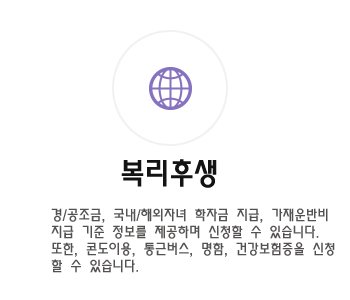 복리후생
경/공조금, 국내/해외자녀 학자금 지급, 가재운반비
지급 기준 정보를 제공하며 신청할 수 있습니다.
또한, 콘도이용, 통근버스, 명함, 건강보험증을 신청
할 수 있습니다.